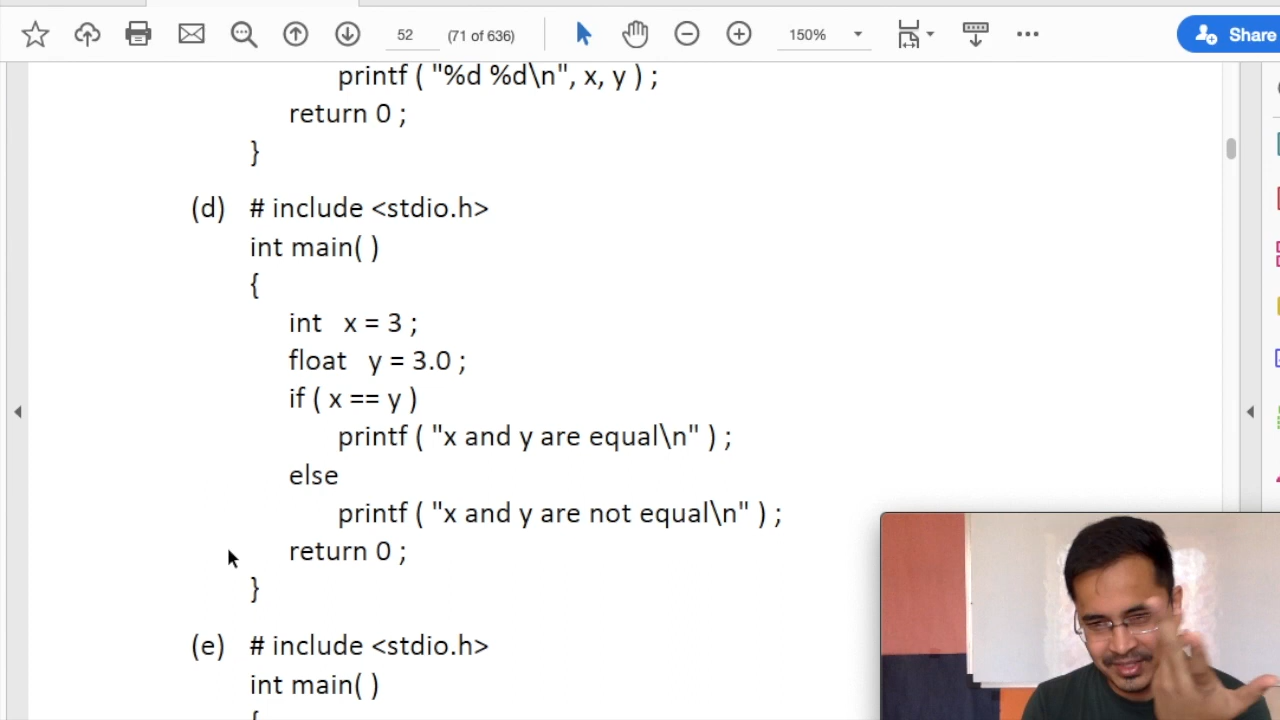 52 (71 of 636) 150% Share
printf ( "%d %d\n", x, y ) ;
return 0 ;
}
(d) # include <stdio.h>
int main( )
{
int x = 3 ;
float y = 3.0 ;
if ( x == y )
printf ( "x and y are equal\n" ) ;
else
printf ( "x and y are not equal\n" ) ;
return 0 ;
}
(e) # include <stdio.h>
int main( )
{